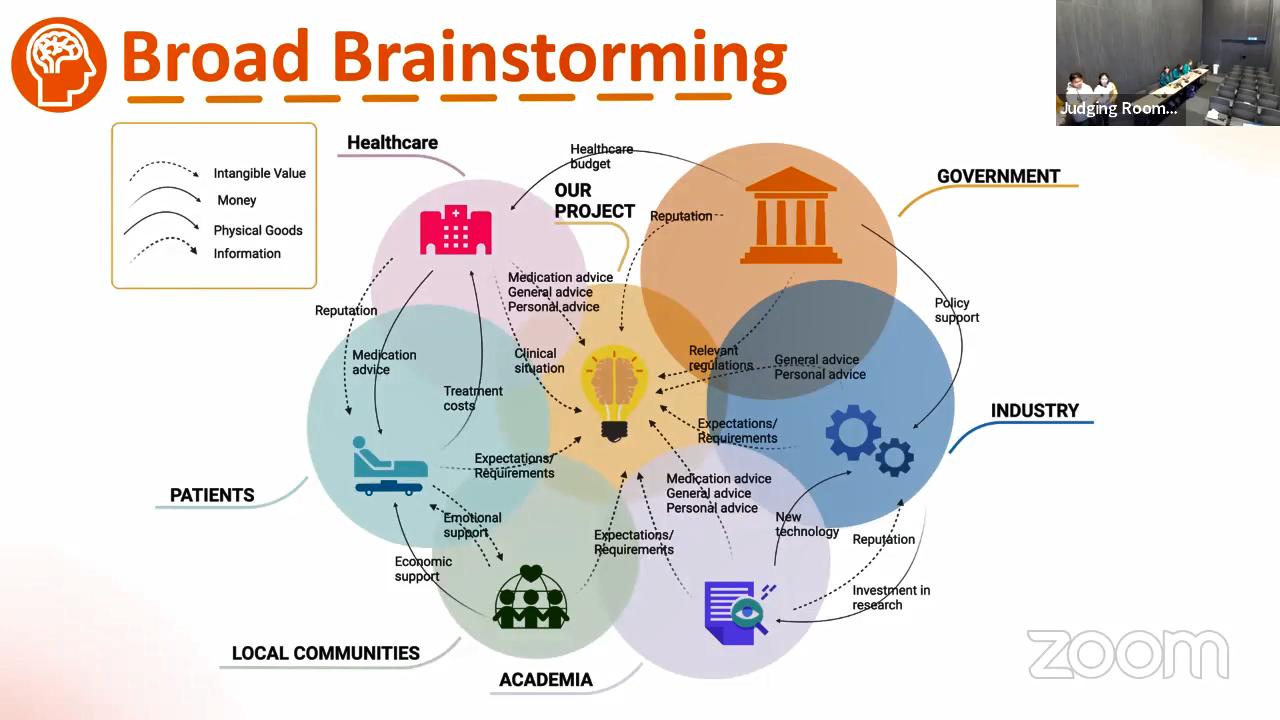 Broad Brainstorming
Judging Room...
Intangible Value
Money
Physical Goods
Information
Healthcare
Healthcare
budget
OUR
PROJECT
Reputation
GOVERNMENT
Medication advice
General advice
Personal advice
Reputation
Policy
support
Medication
advice
Clinical
situation
Relevant
regulations
General advice
Personal advice
Treatment
costs
INDUSTRY
Expectations/
Requirements
Expectations/
Requirements
PATIENTS
Medication advice
General advice
Personal advice
Emotional
support
New
technology
Expectations/
Requirements
Reputation
Economic
support
Investment in
research
LOCAL COMMUNITIES
ACADEMIA
zoom